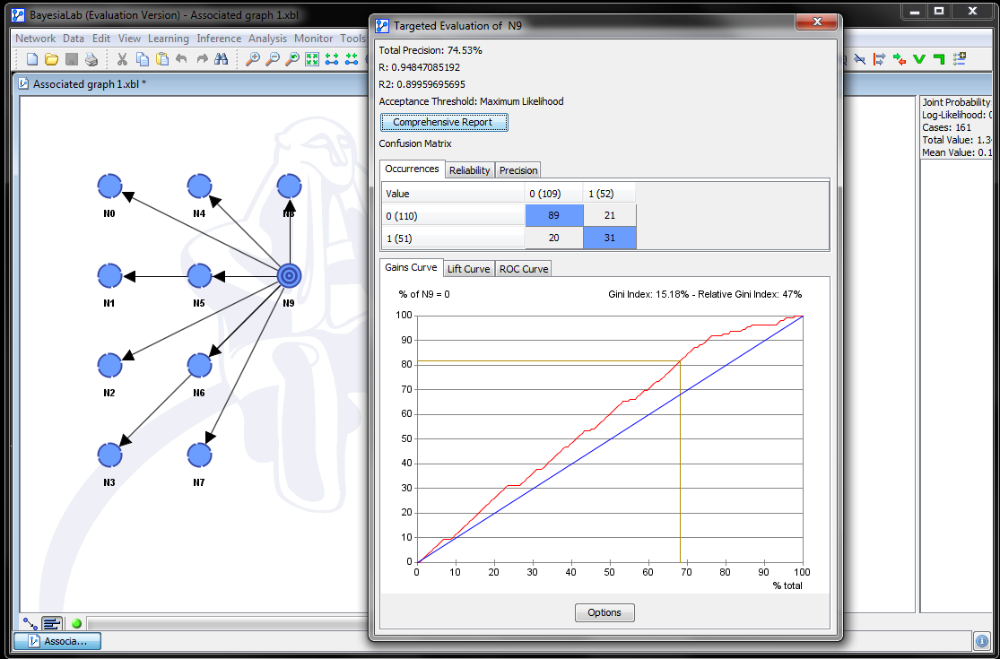 BayesiaLab (Evaluation Version) - Associated graph 1.xbl
Network Data Edit View Learning Inference Analysis Monitor Tools
Associated graph 1.xbl *
N0 N4 N8
N1 N5 N9
N2 N6
N3 N7
Associa...
Targeted Evaluation of N9
Total Precision: 74.53%
R: 0.94847085192
R2: 0.89959695695
Acceptance Threshold: Maximum Likelihood
Comprehensive Report
Confusion Matrix
Occurrences Reliability Precision
Value 0 (109) 1 (52)
0 (110) 89 21
1 (51) 20 31
Gains Curve Lift Curve ROC Curve
% of N9 = 0 Gini Index: 15.18% - Relative Gini Index: 47%
100
90
80
70
60
50
40
30
20
10
0
0 10 20 30 40 50 60 70 80 90 100
% total
Options
Joint Probability
Log-Likelihood:
Cases: 161
Total Value: 1.3
Mean Value: 0.1